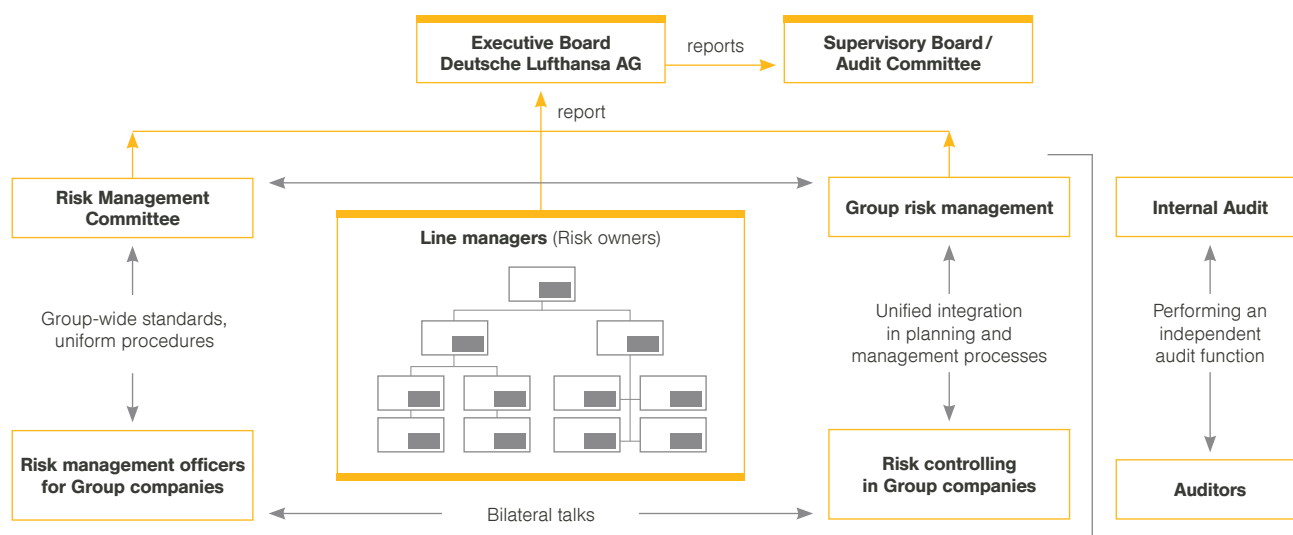 Executive Board
Deutsche Lufthansa AG
reports
Supervisory Board /
Audit Committee
report
Risk Management
Committee
Group risk management
Internal Audit
Line managers (Risk owners)
Group-wide standards,
uniform procedures
Unified integration
in planning and
management processes
Performing an
independent
audit function
Risk management officers
for Group companies
Risk controlling
in Group companies
Auditors
Bilateral talks